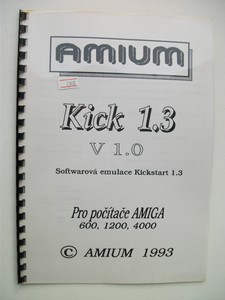 AMIUM
Kick 1.3
V 1.0
Softwarová emulace Kickstart 1.3
Pro počítače AMIGA
600, 1200, 4000
© AMIUM 1993